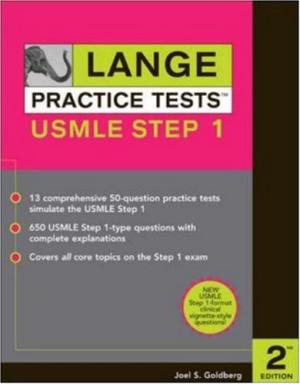 LANGE
PRACTICE TESTS™
USMLE STEP 1
13 comprehensive 50-question practice tests
simulate the USMLE Step 1
650 USMLE Step 1-type questions with
complete explanations
Covers all core topics on the Step 1 exam
NEW
USMLE
Step 1-format
clinical
vignette-style
questions!
2ND
EDITION
Joel S. Goldberg